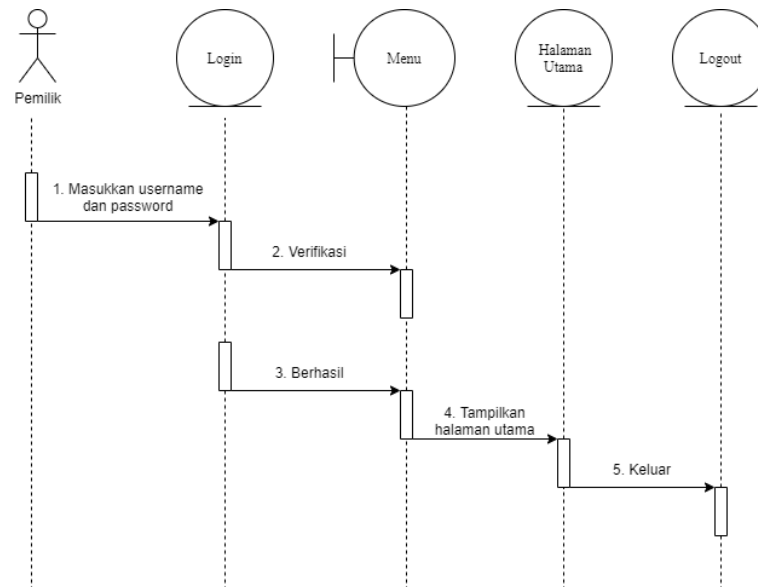 Pemilik
Login
Menu
Halaman
Utama
Logout
1. Masukkan username
dan password
2. Verifikasi
3. Berhasil
4. Tampilkan
halaman utama
5. Keluar